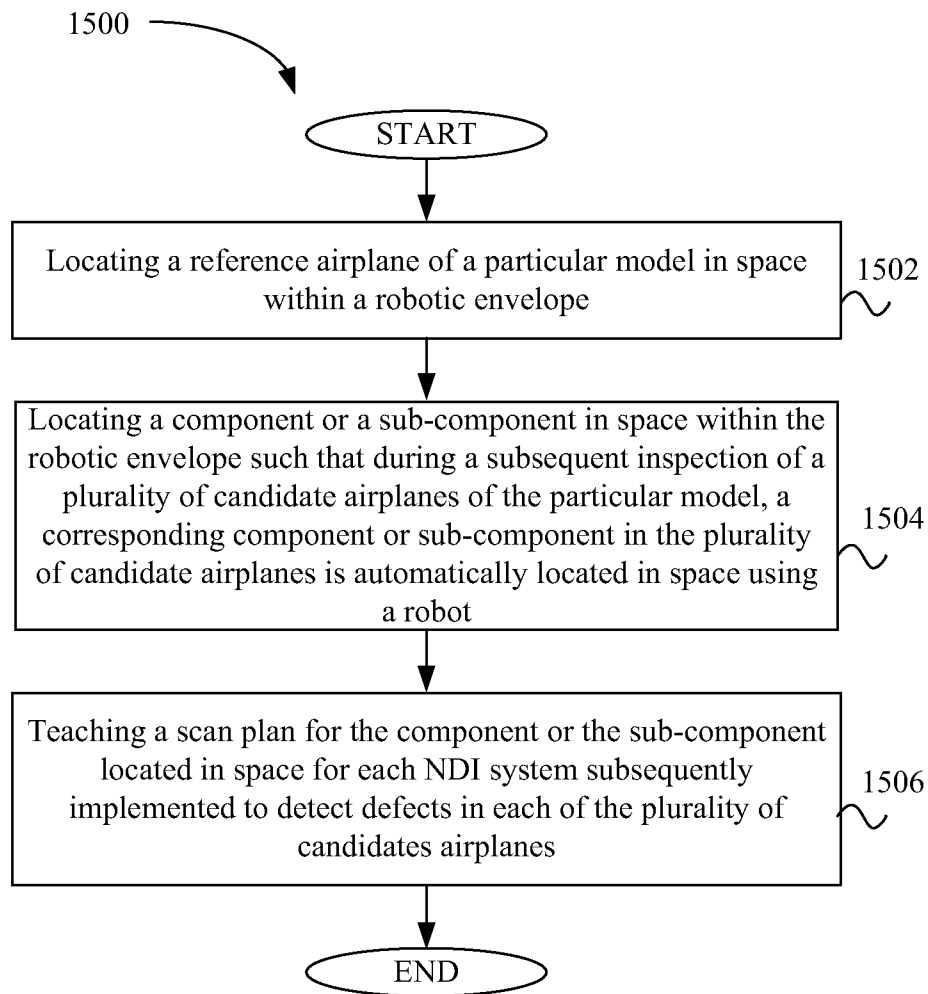 1500
START
Locating a reference airplane of a particular model in space
within a robotic envelope
1502
Locating a component or a sub-component in space within the
robotic envelope such that during a subsequent inspection of a
plurality of candidate airplanes of the particular model, a
corresponding component or sub-component in the plurality
of candidate airplanes is automatically located in space using
a robot
1504
Teaching a scan plan for the component or the sub-component
located in space for each NDI system subsequently
implemented to detect defects in each of the plurality of
candidates airplanes
1506
END